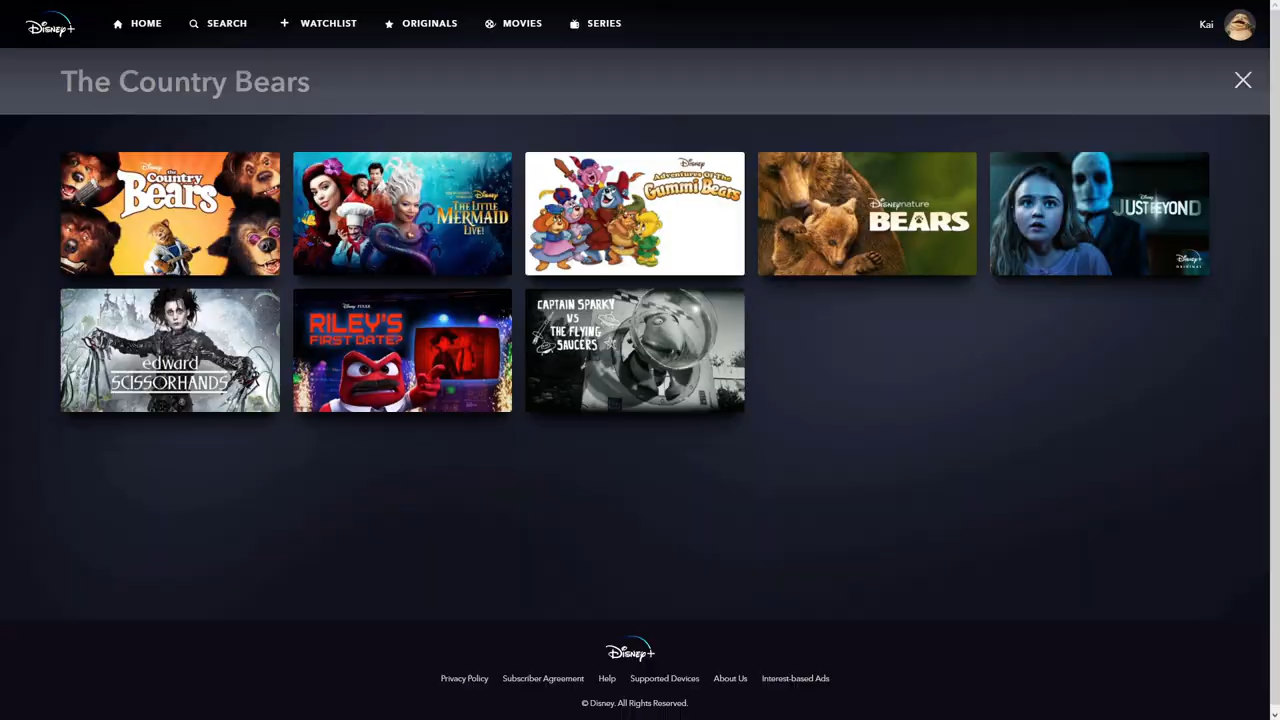 Disney+
HOME
SEARCH
WATCHLIST
ORIGINALS
MOVIES
SERIES
Kai
The Country Bears
Disney
the
Country
Bears
Disney
THE LITTLE
MERMAID
LIVE!
Disney
Adventures Of The
Gummi Bears
Disneynature
BEARS
Disney
JUST BEYOND
Disney+
ORIGINAL
edward
SCISSORHANDS
Disney PIXAR
RILEY'S
FIRST DATE?
CAPTAIN SPARKY
VS
THE FLYING
SAUCERS
Disney+
Privacy Policy
Subscriber Agreement
Help
Supported Devices
About Us
Interest-based Ads
© Disney. All Rights Reserved.